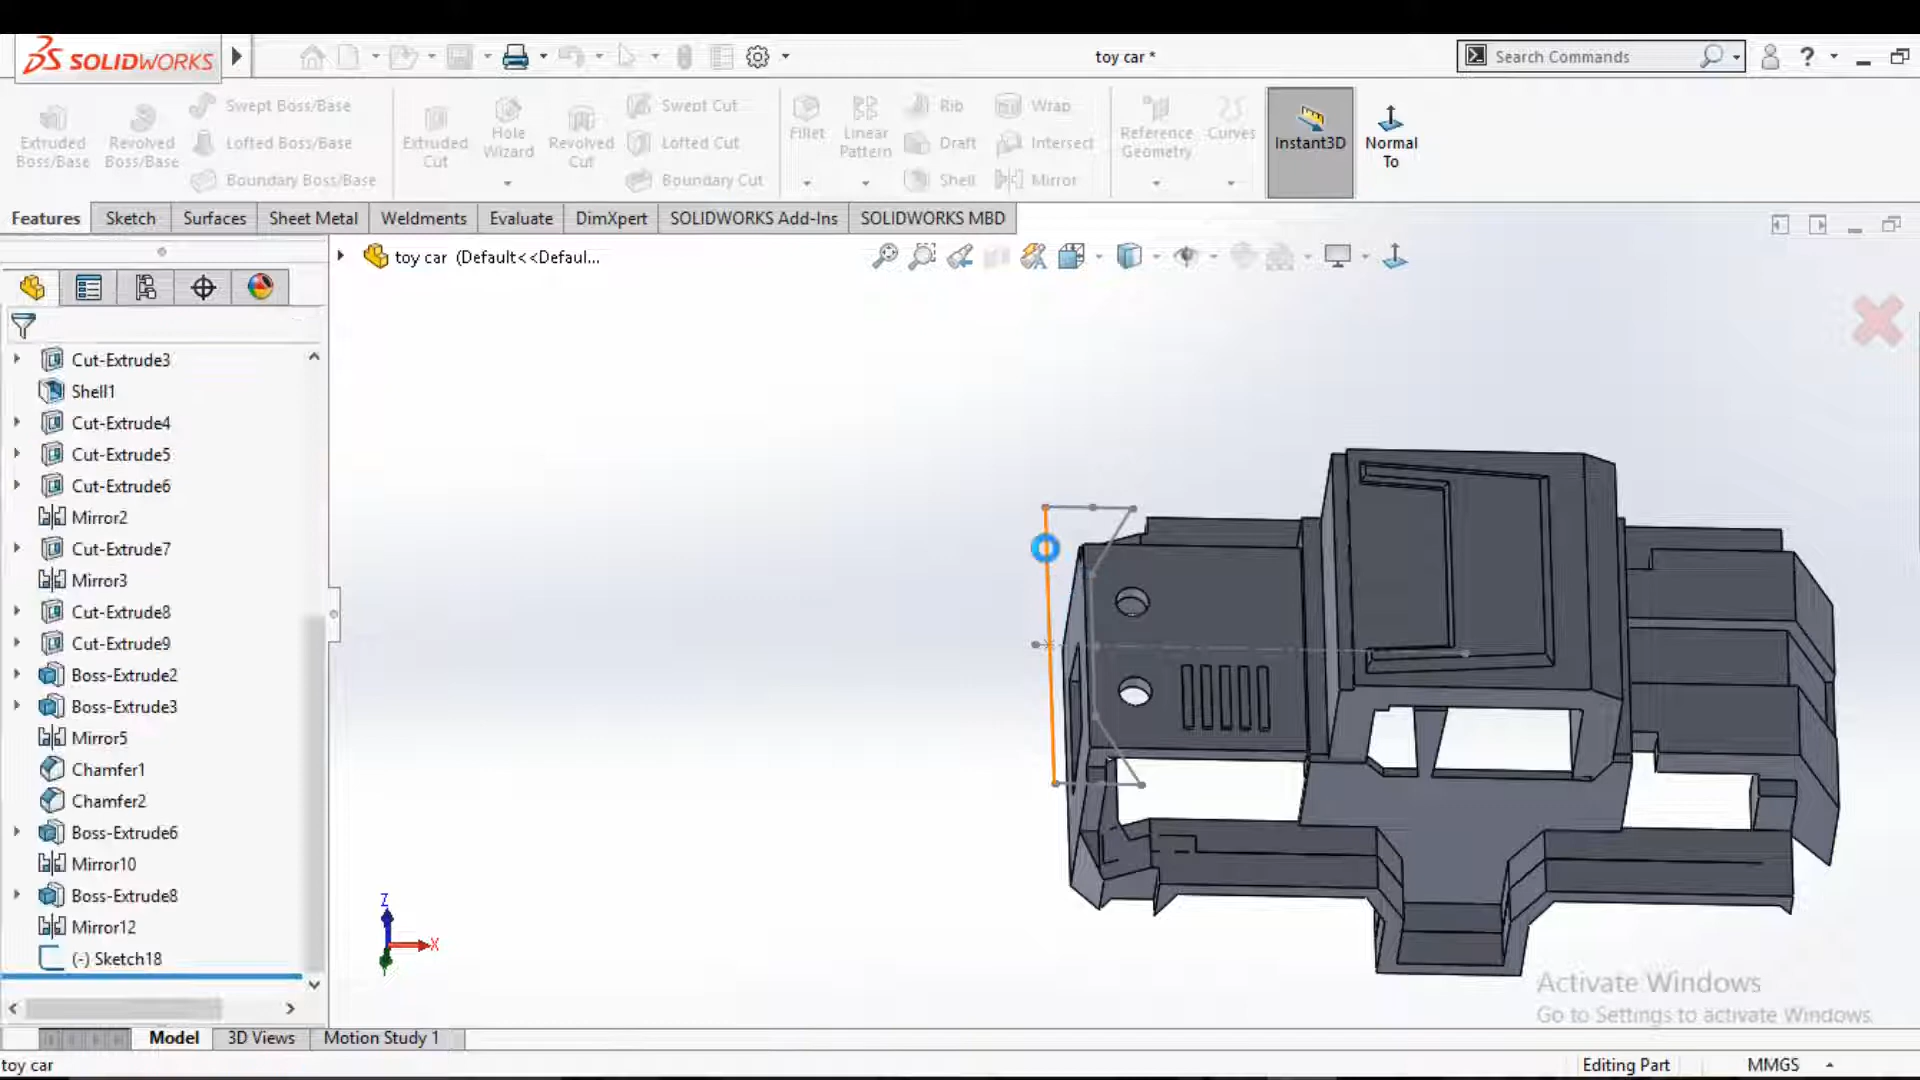 SOLIDWORKS
toy car *
Search Commands
?
Extruded Boss/Base
Revolved Boss/Base
Swept Boss/Base
Lofted Boss/Base
Boundary Boss/Base
Extruded Cut
Hole Wizard
Revolved Cut
Swept Cut
Lofted Cut
Boundary Cut
Fillet
Linear Pattern
Rib
Draft
Shell
Wrap
Intersect
Mirror
Reference Geometry
Curves
Instant3D
Normal To
Features
Sketch
Surfaces
Sheet Metal
Weldments
Evaluate
DimXpert
SOLIDWORKS Add-Ins
SOLIDWORKS MBD
toy car (Default<<Defaul...
Cut-Extrude3
Shell1
Cut-Extrude4
Cut-Extrude5
Cut-Extrude6
Mirror2
Cut-Extrude7
Mirror3
Cut-Extrude8
Cut-Extrude9
Boss-Extrude2
Boss-Extrude3
Mirror5
Chamfer1
Chamfer2
Boss-Extrude6
Mirror10
Boss-Extrude8
Mirror12
(-) Sketch18
Z
X
Activate Windows
Go to Settings to activate Windows.
Model
3D Views
Motion Study 1
toy car
Editing Part
MMGS